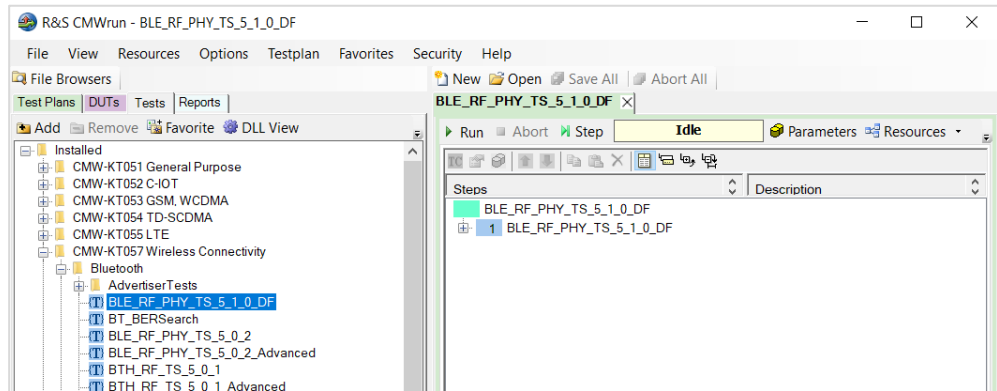 R&S CMWrun - BLE_RF_PHY_TS_5_1_0_DF
File View Resources Options Testplan Favorites Security Help
File Browsers
New Open Save All Abort All
Test Plans DUTs Tests Reports
BLE_RF_PHY_TS_5_1_0_DF
Add Remove Favorite DLL View
Run Abort Step Idle Parameters Resources
TC
Steps Description
Installed
CMW-KT051 General Purpose
CMW-KT052 C-IOT
CMW-KT053 GSM, WCDMA
CMW-KT054 TD-SCDMA
CMW-KT055 LTE
CMW-KT057 Wireless Connectivity
Bluetooth
AdvertiserTests
{T} BLE_RF_PHY_TS_5_1_0_DF
{T} BT_BERSearch
{T} BLE_RF_PHY_TS_5_0_2
{T} BLE_RF_PHY_TS_5_0_2_Advanced
{T} BTH_RF_TS_5_0_1
{T} BTH_RF_TS_5_0_1_Advanced
BLE_RF_PHY_TS_5_1_0_DF
1 BLE_RF_PHY_TS_5_1_0_DF